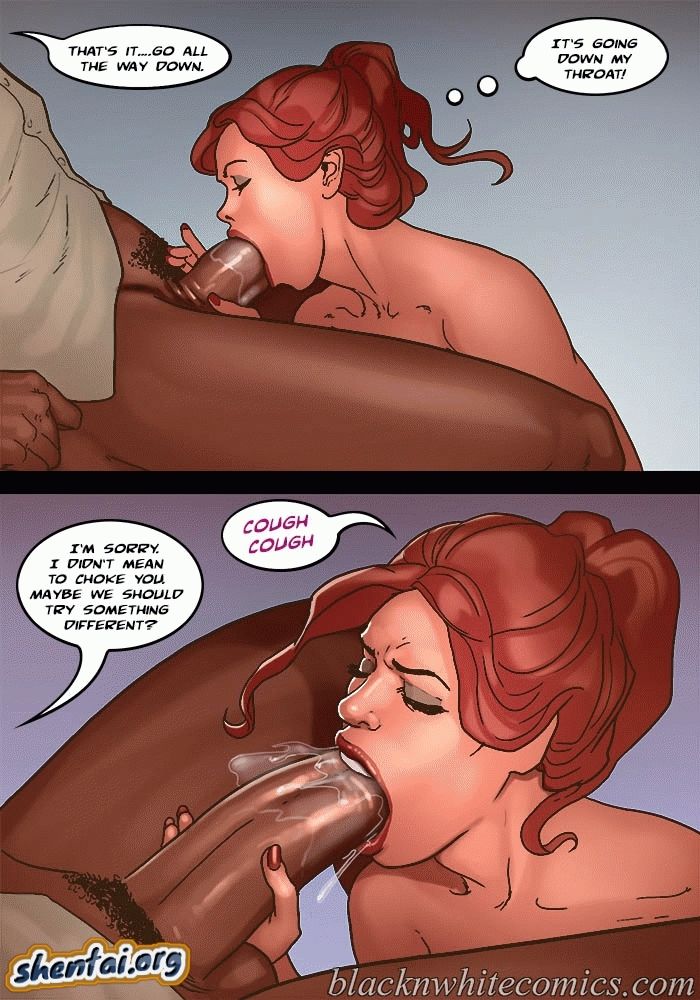 THAT'S IT....GO ALL
THE WAY DOWN.
IT'S GOING
DOWN MY
THROAT!
COUGH
COUGH
I'M SORRY.
I DIDN'T MEAN
TO CHOKE YOU.
MAYBE WE SHOULD
TRY SOMETHING
DIFFERENT?
shentai.org
blacknwhitecomics.com